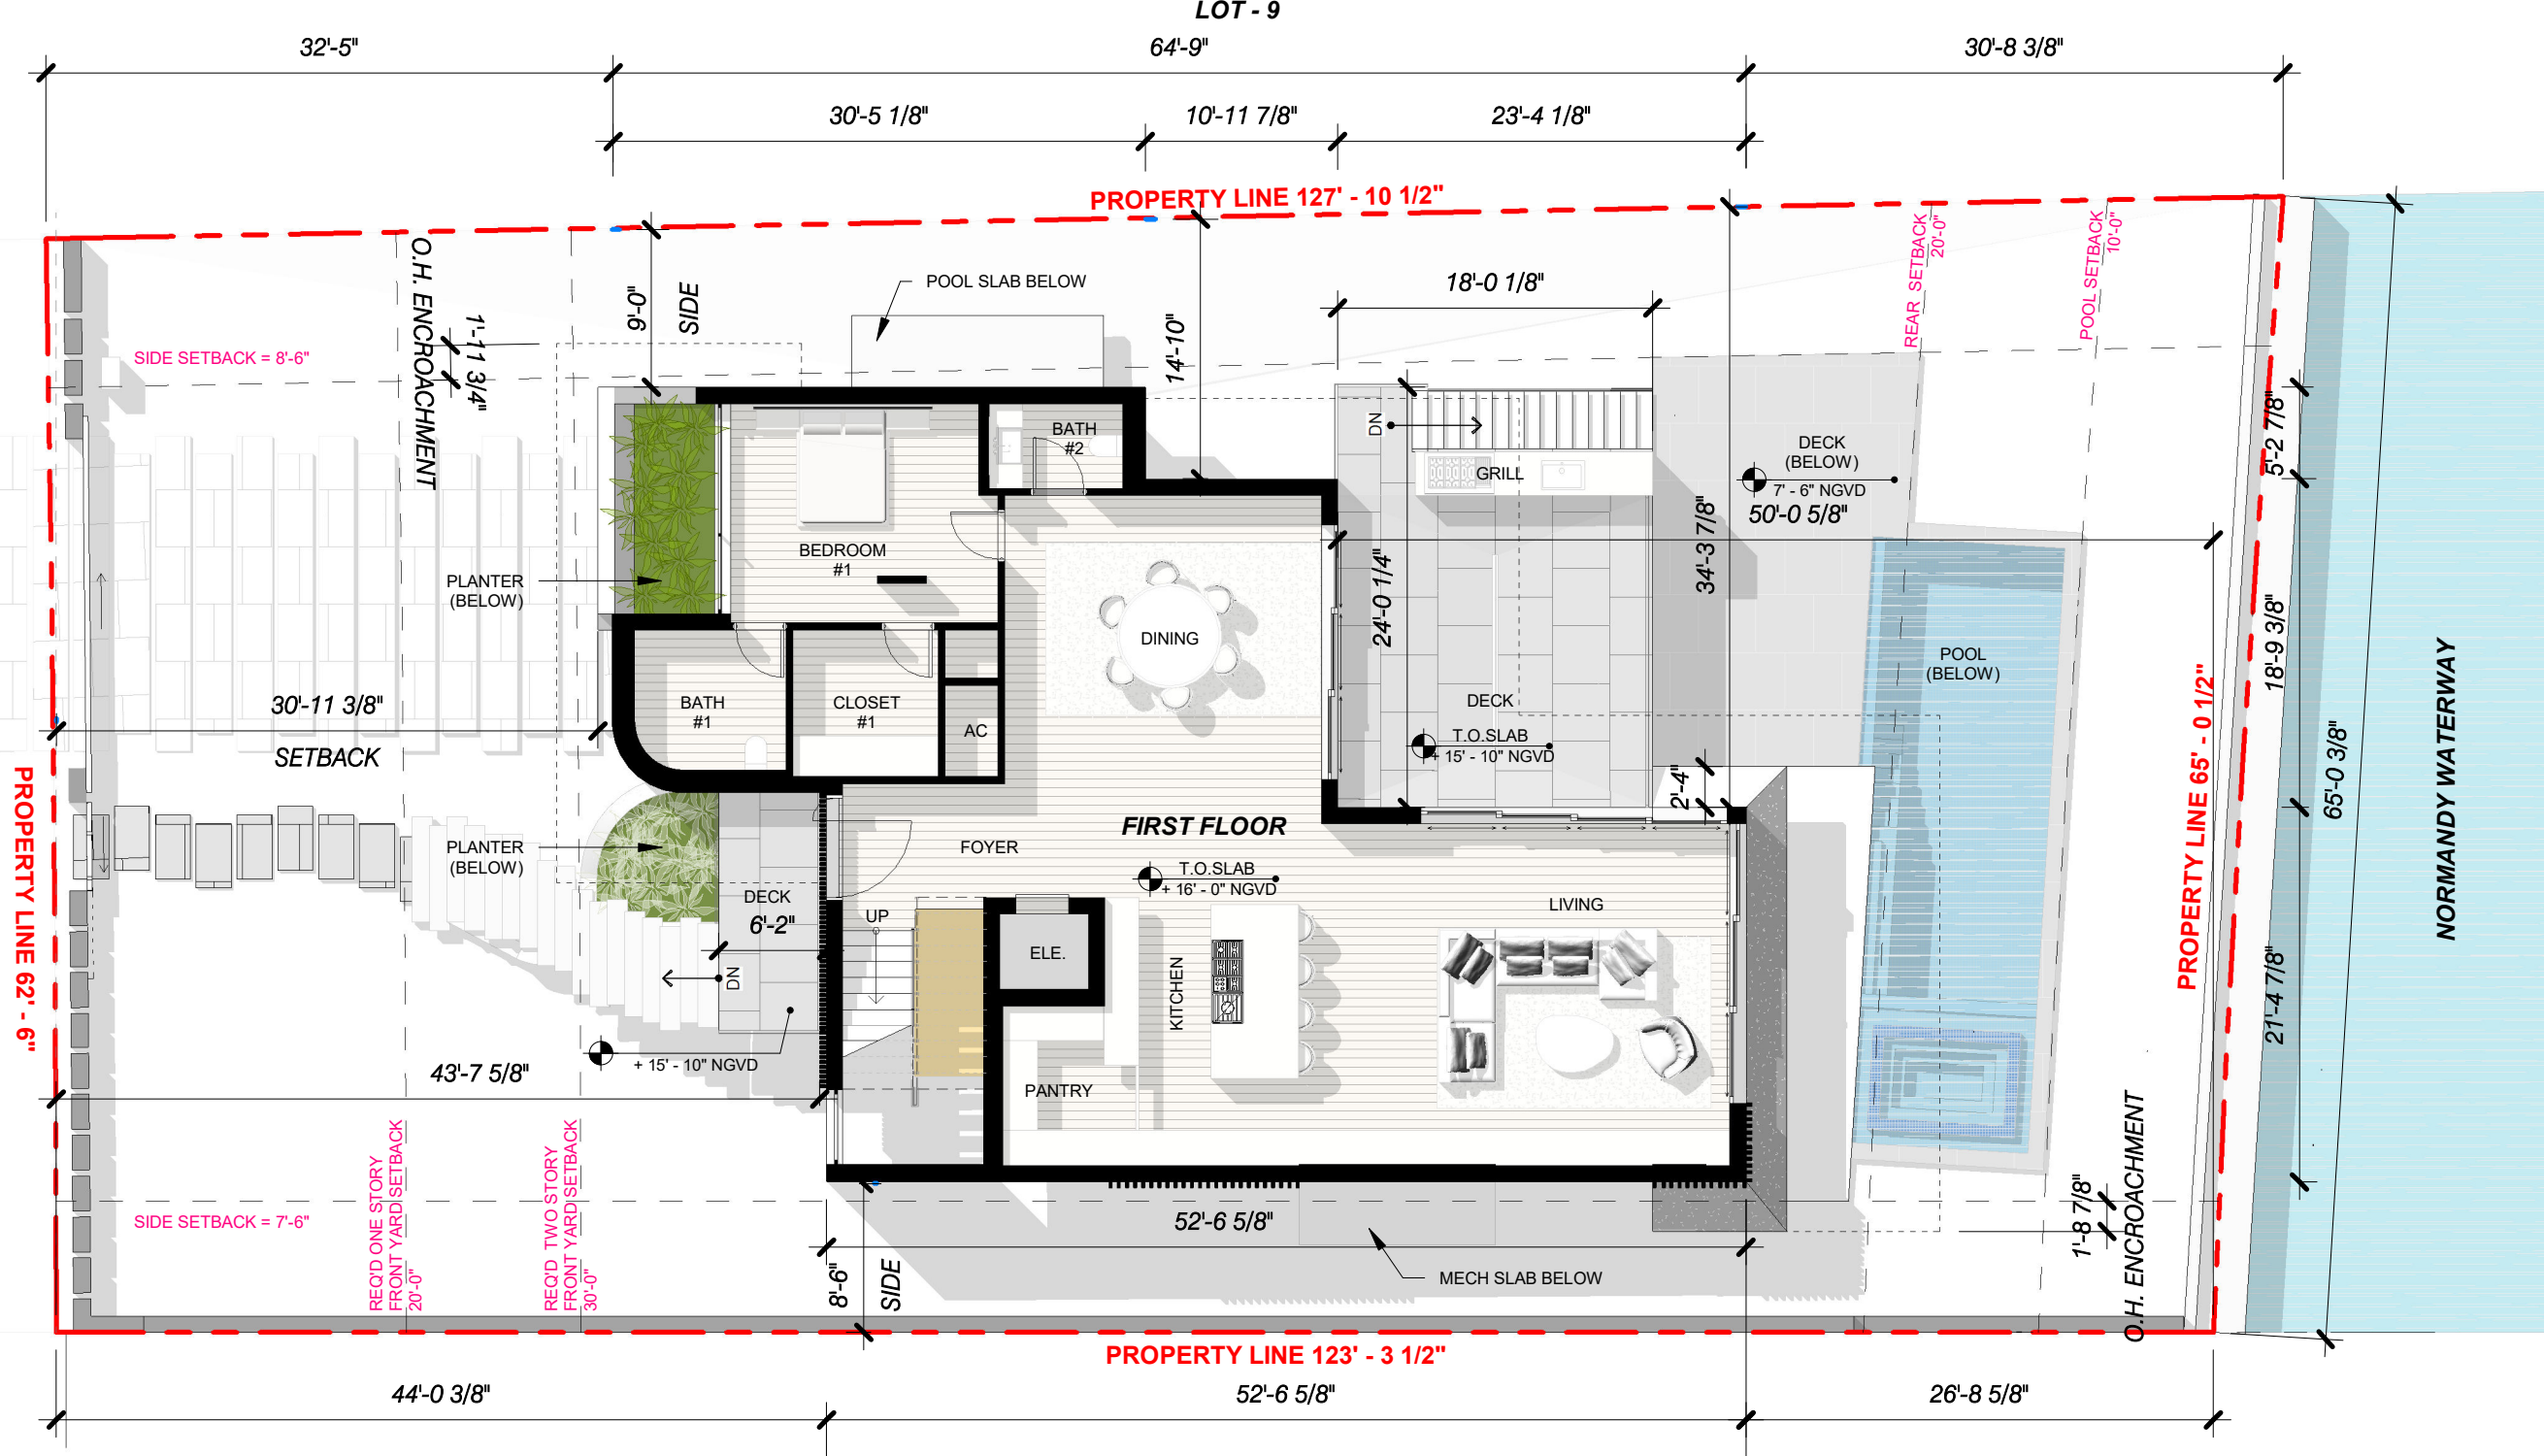 LOT - 9
32'-5"
64'-9"
30'-8 3/8"
30'-5 1/8"
10'-11 7/8"
23'-4 1/8"
PROPERTY LINE 127' - 10 1/2"
O.H. ENCROACHMENT
1'-11 3/4"
SIDE SETBACK = 8'-6"
9'-0"
SIDE
POOL SLAB BELOW
14'-10"
18'-0 1/8"
REAR SETBACK
20'-0"
POOL SETBACK
10'-0"
DN
GRILL
DECK
(BELOW)
7' - 6" NGVD
50'-0 5/8"
5'-2 7/8"
BATH
#2
BEDROOM
#1
PLANTER
(BELOW)
24'-0 1/4"
34'-3 7/8"
DINING
POOL
(BELOW)
18'-9 3/8"
30'-11 3/8"
SETBACK
BATH
#1
CLOSET
#1
AC
DECK
T.O.SLAB
+ 15' - 10" NGVD
2'-4"
PROPERTY LINE 62' - 6"
PROPERTY LINE 65' - 0 1/2"
65'-0 3/8"
NORMANDY WATERWAY
PLANTER
(BELOW)
FOYER
FIRST FLOOR
T.O.SLAB
+ 16' - 0" NGVD
LIVING
DECK
6'-2"
UP
DN
ELE.
KITCHEN
21'-4 7/8"
+ 15' - 10" NGVD
43'-7 5/8"
PANTRY
REQ'D ONE STORY
FRONT YARD SETBACK
20'-0"
REQ'D TWO STORY
FRONT YARD SETBACK
30'-0"
SIDE SETBACK = 7'-6"
52'-6 5/8"
8'-6"
SIDE
MECH SLAB BELOW
1'-8 7/8"
O.H. ENCROACHMENT
PROPERTY LINE 123' - 3 1/2"
44'-0 3/8"
52'-6 5/8"
26'-8 5/8"